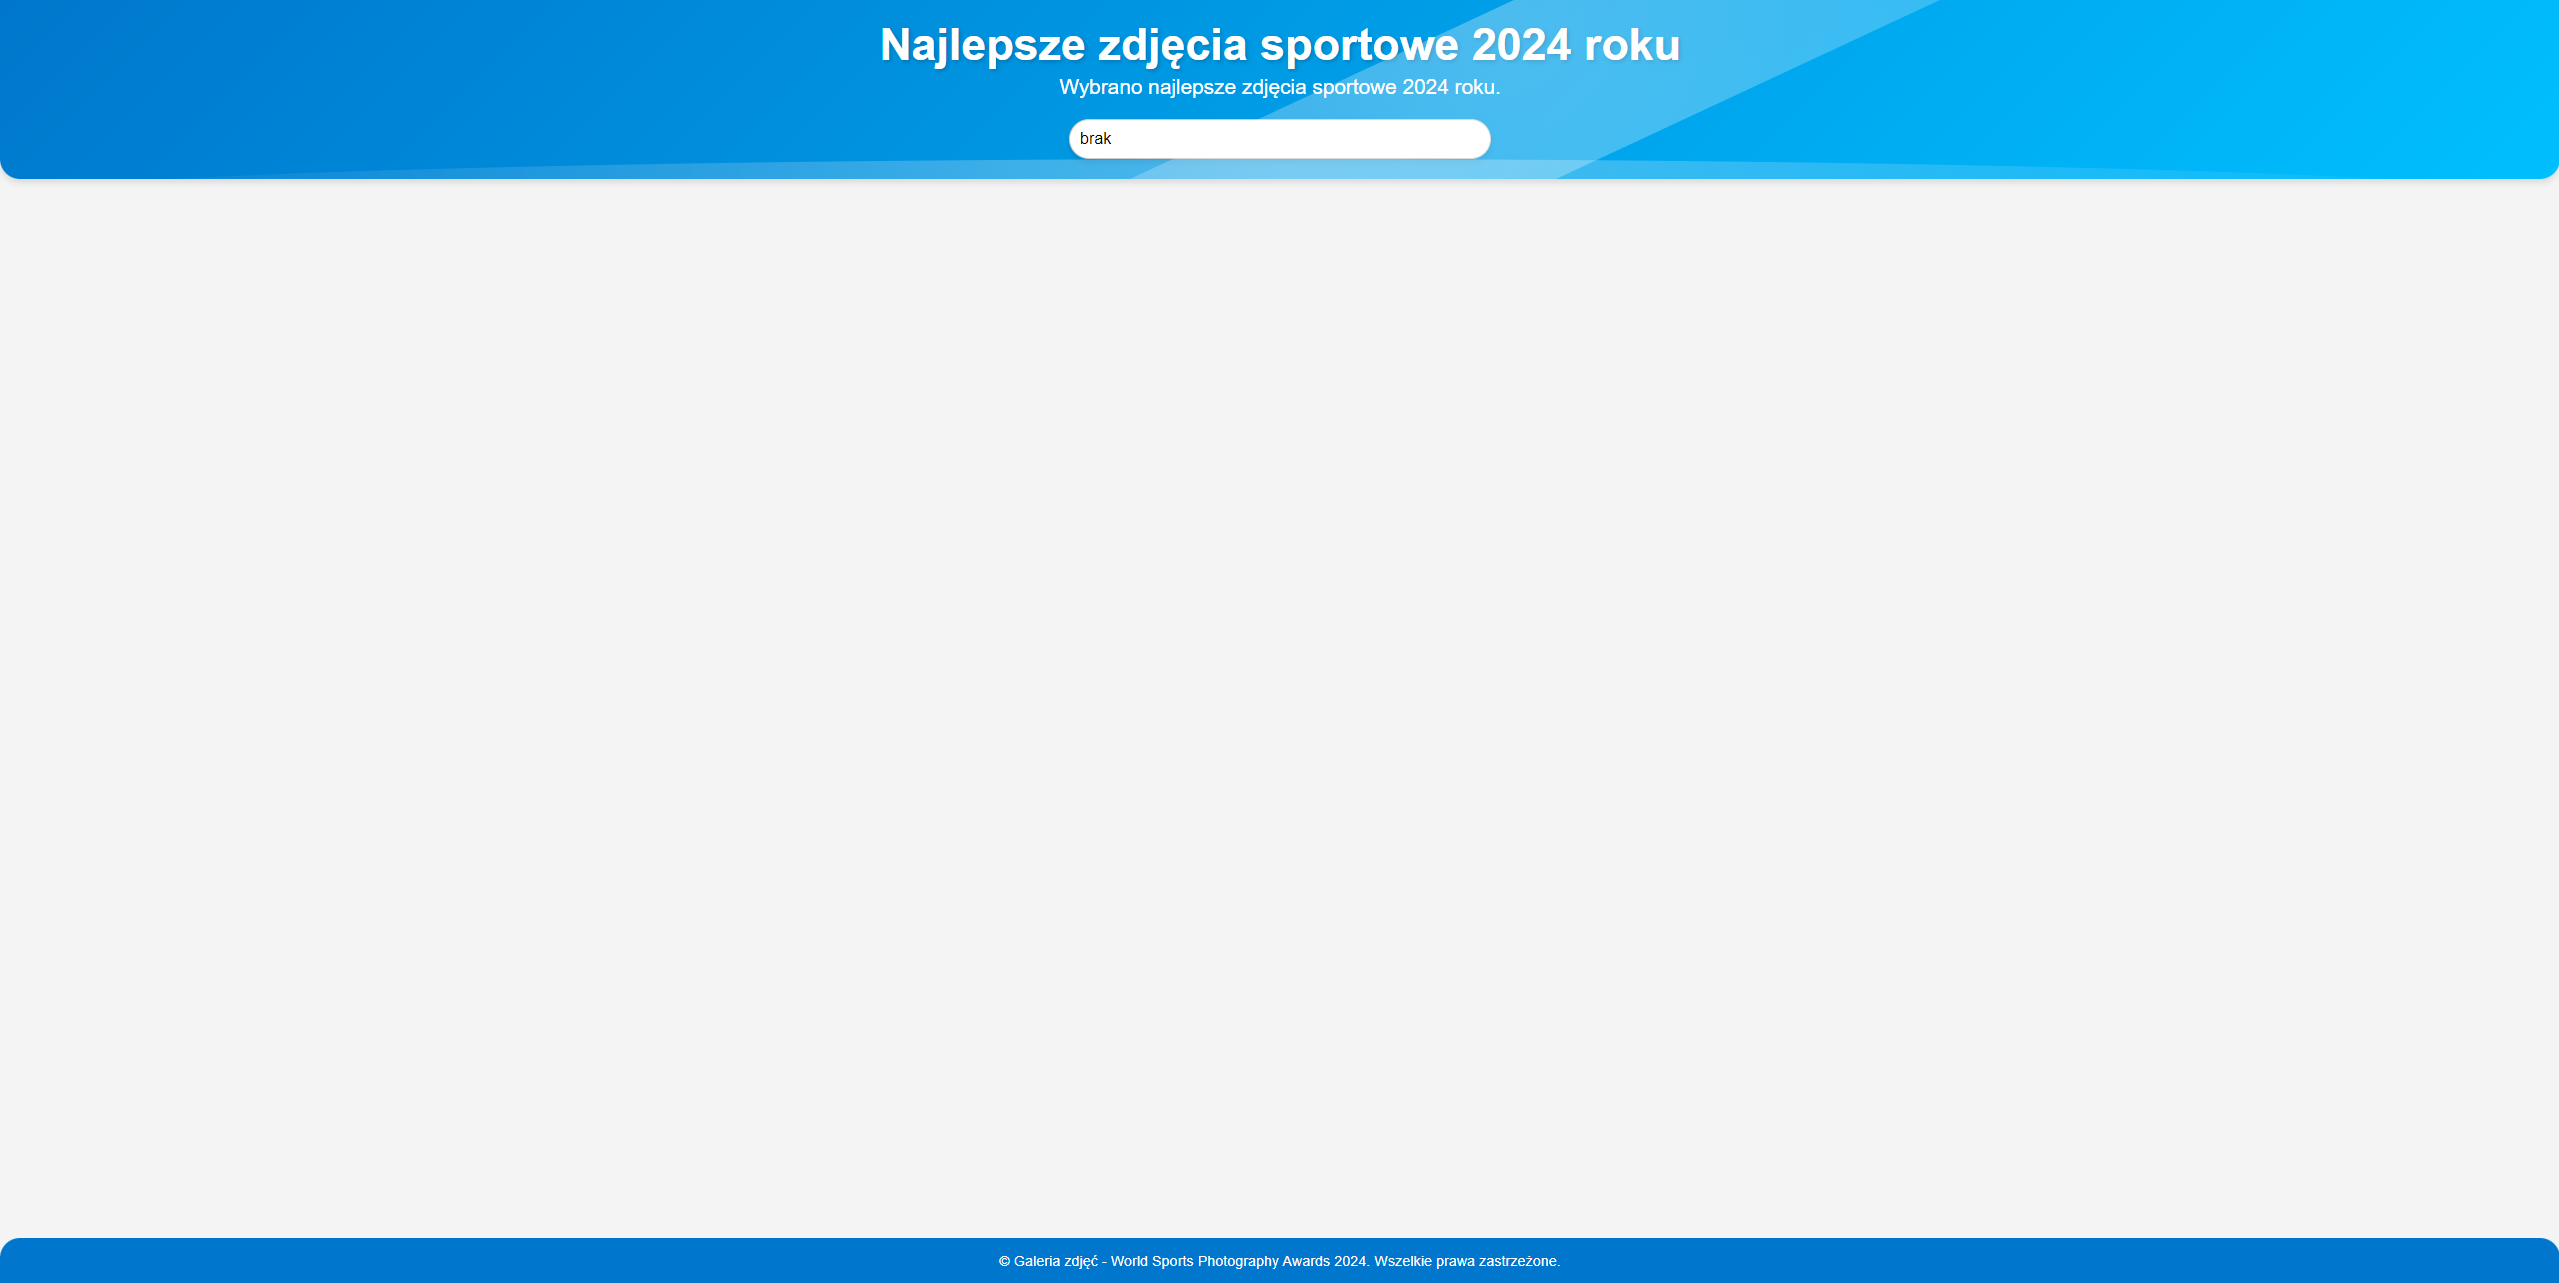 Najlepsze zdjęcia sportowe 2024 roku
Wybrano najlepsze zdjęcia sportowe 2024 roku.
brak
© Galeria zdjęć - World Sports Photography Awards 2024. Wszelkie prawa zastrzeżone.